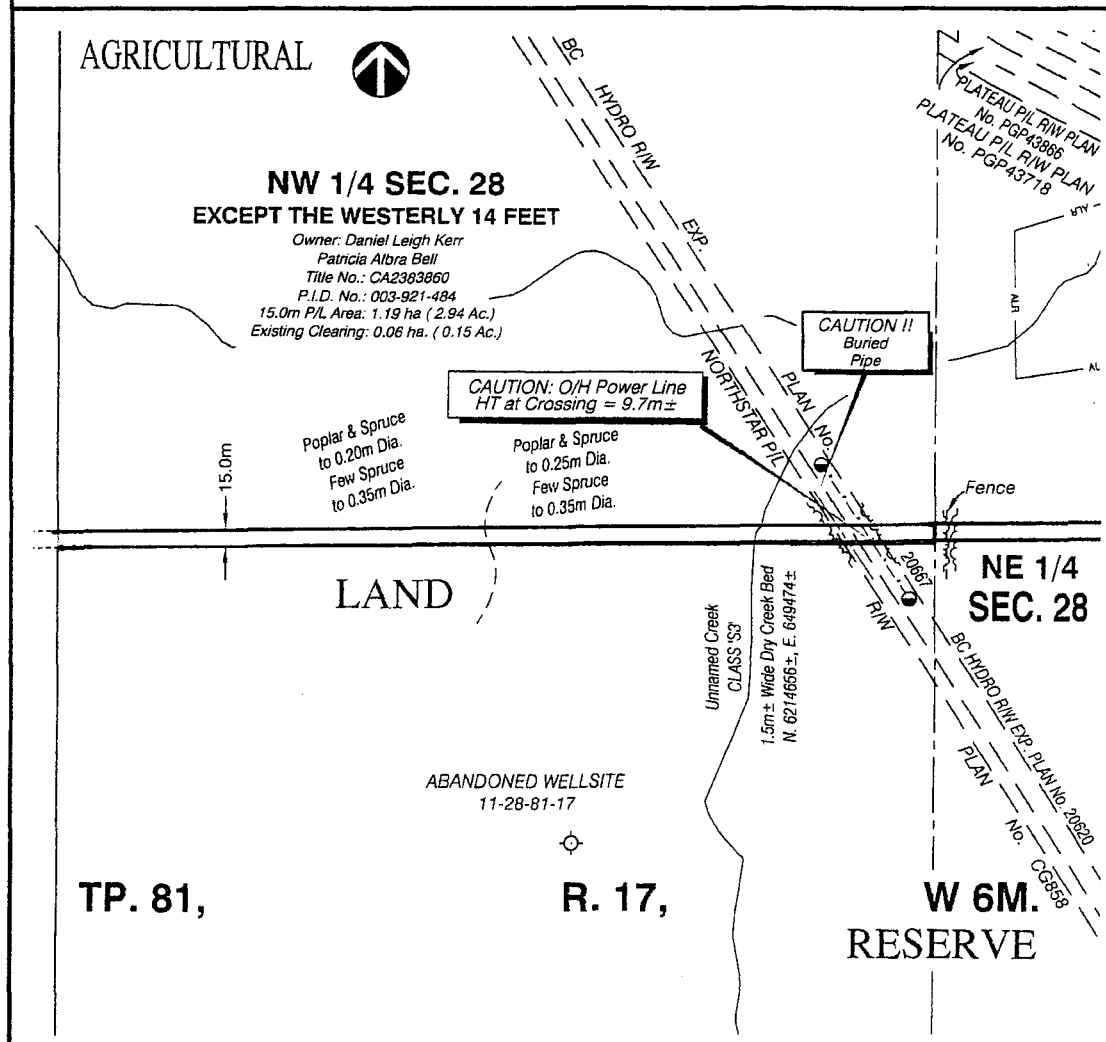 AGRICULTURAL
BC HYDRO R/W EXP. PLAN No. 20667
PLATEAU P/L R/W PLAN
No. PGP43866
PLATEAU P/L R/W PLAN
No. PGP43718
NW 1/4 SEC. 28
EXCEPT THE WESTERLY 14 FEET
Owner: Daniel Leigh Kerr
Patricia Albra Bell
Title No.: CA2383860
P.I.D. No.: 003-921-484
15.0m P/L Area: 1.19 ha ( 2.94 Ac.)
Existing Clearing: 0.06 ha. ( 0.15 Ac.)
ALR
ALR
AL
CAUTION !!
Buried
Pipe
CAUTION: O/H Power Line
HT at Crossing = 9.7m±
NORTHSTAR P/L R/W PLAN No. CG858
15.0m
Poplar & Spruce
to 0.20m Dia.
Few Spruce
to 0.35m Dia.
Poplar & Spruce
to 0.25m Dia.
Few Spruce
to 0.35m Dia.
Fence
LAND
NE 1/4
SEC. 28
Unnamed Creek
CLASS 'S3'
1.5m± Wide Dry Creek Bed
N. 6214656±, E. 649474±
BC HYDRO R/W EXP. PLAN No. 20620
ABANDONED WELLSITE
11-28-81-17
TP. 81, R. 17, W 6M.
RESERVE